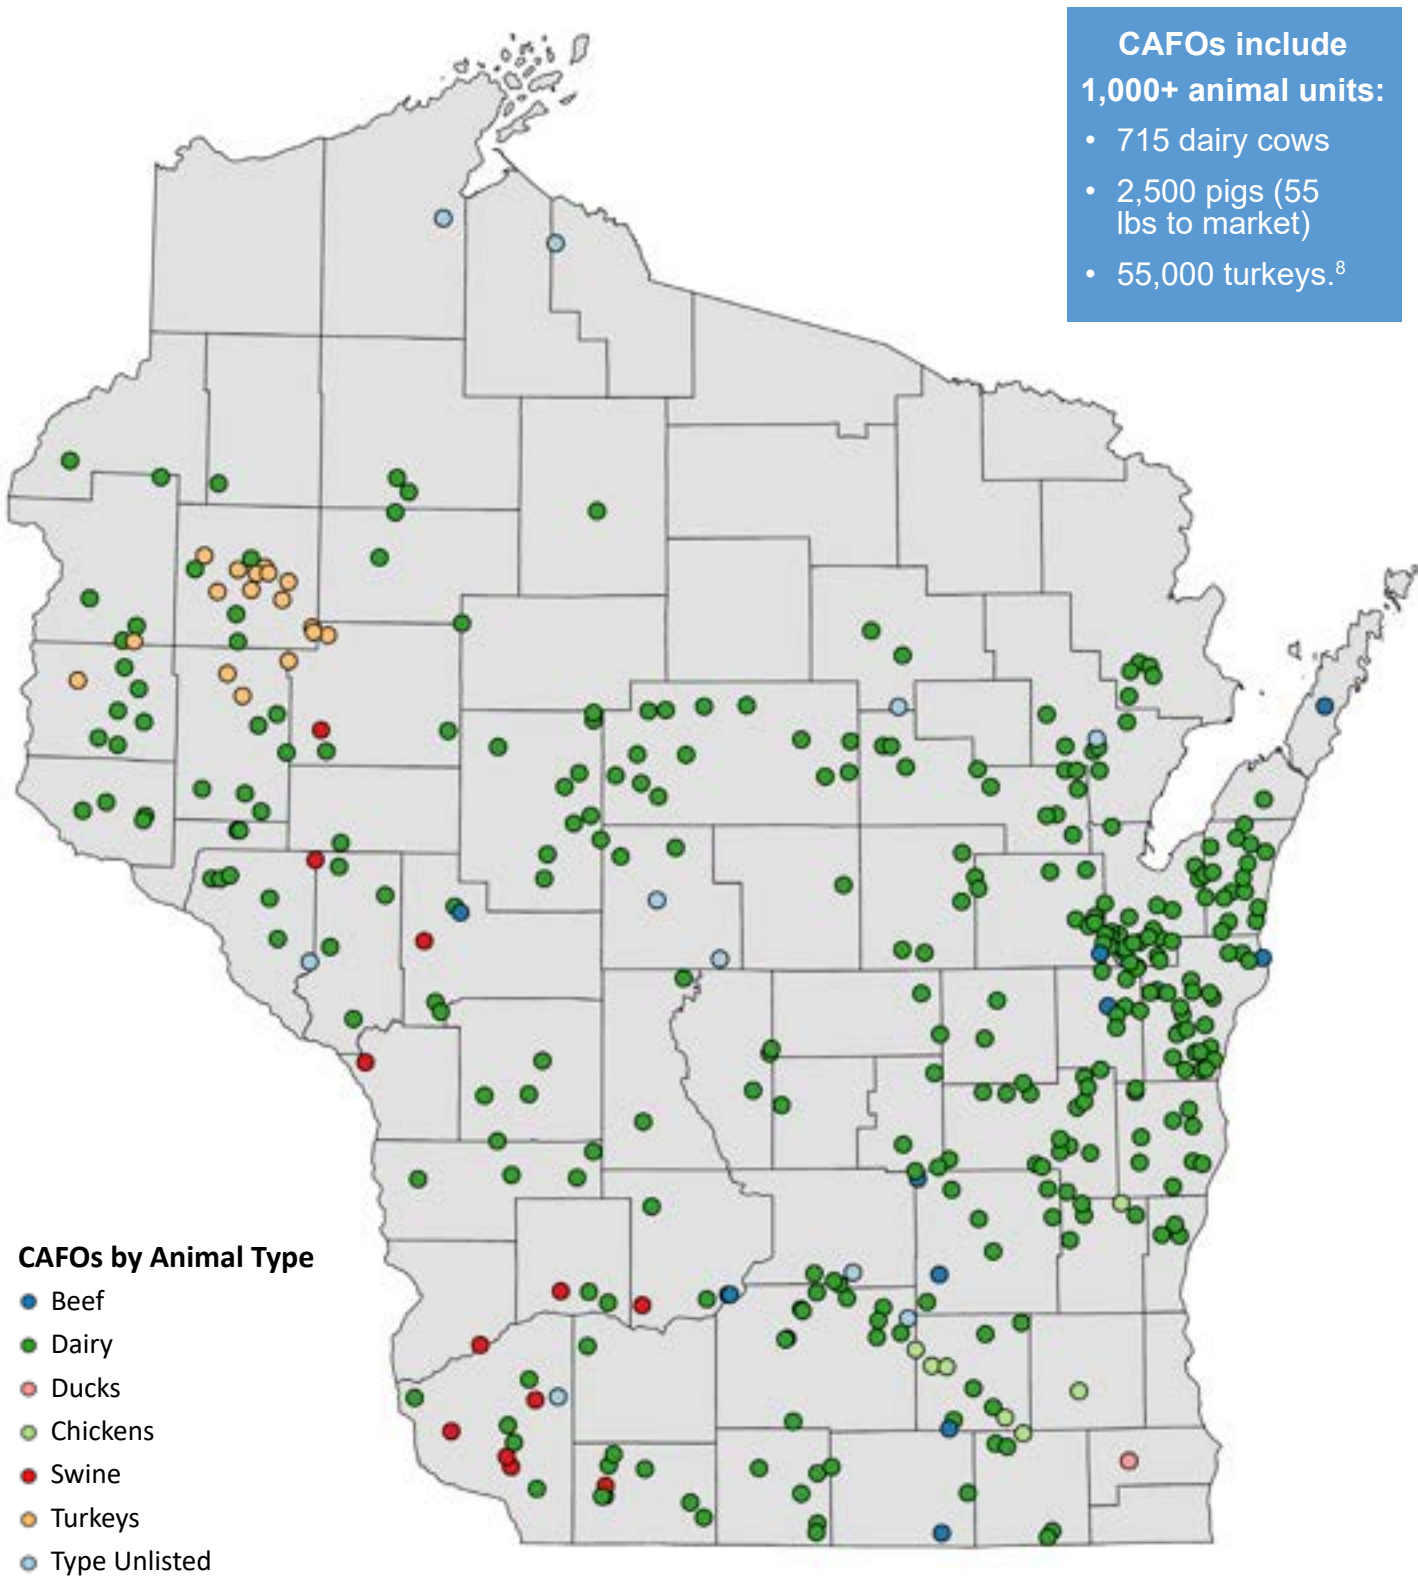 CAFOs include
1,000+ animal units:
• 715 dairy cows
• 2,500 pigs (55
lbs to market)
• 55,000 turkeys.⁸
CAFOs by Animal Type
Beef
Dairy
Ducks
Chickens
Swine
Turkeys
Type Unlisted